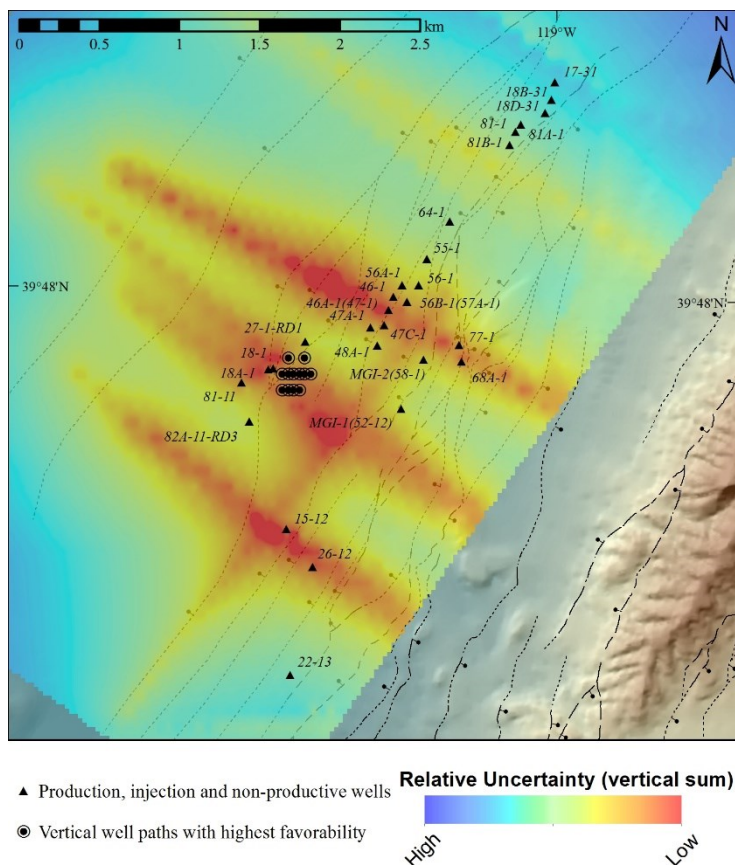 0 0.5 1 1.5 2 2.5
km
119°W
N
17-31
18B-31
18D-31
81-1
81A-1
81B-1
64-1
55-1
56A-1
56-1
39°48'N
46-1
46A-1(47-1)
56B-1(57A-1)
39°48'N
47A-1
27-1-RD1
47C-1
77-1
18-1
48A-1
18A-1
MGI-2(58-1)
68A-1
81-11
MGI-1(52-12)
82A-11-RD3
15-12
26-12
22-13
Production, injection and non-productive wells
Vertical well paths with highest favorability
Relative Uncertainty (vertical sum)
High
Low